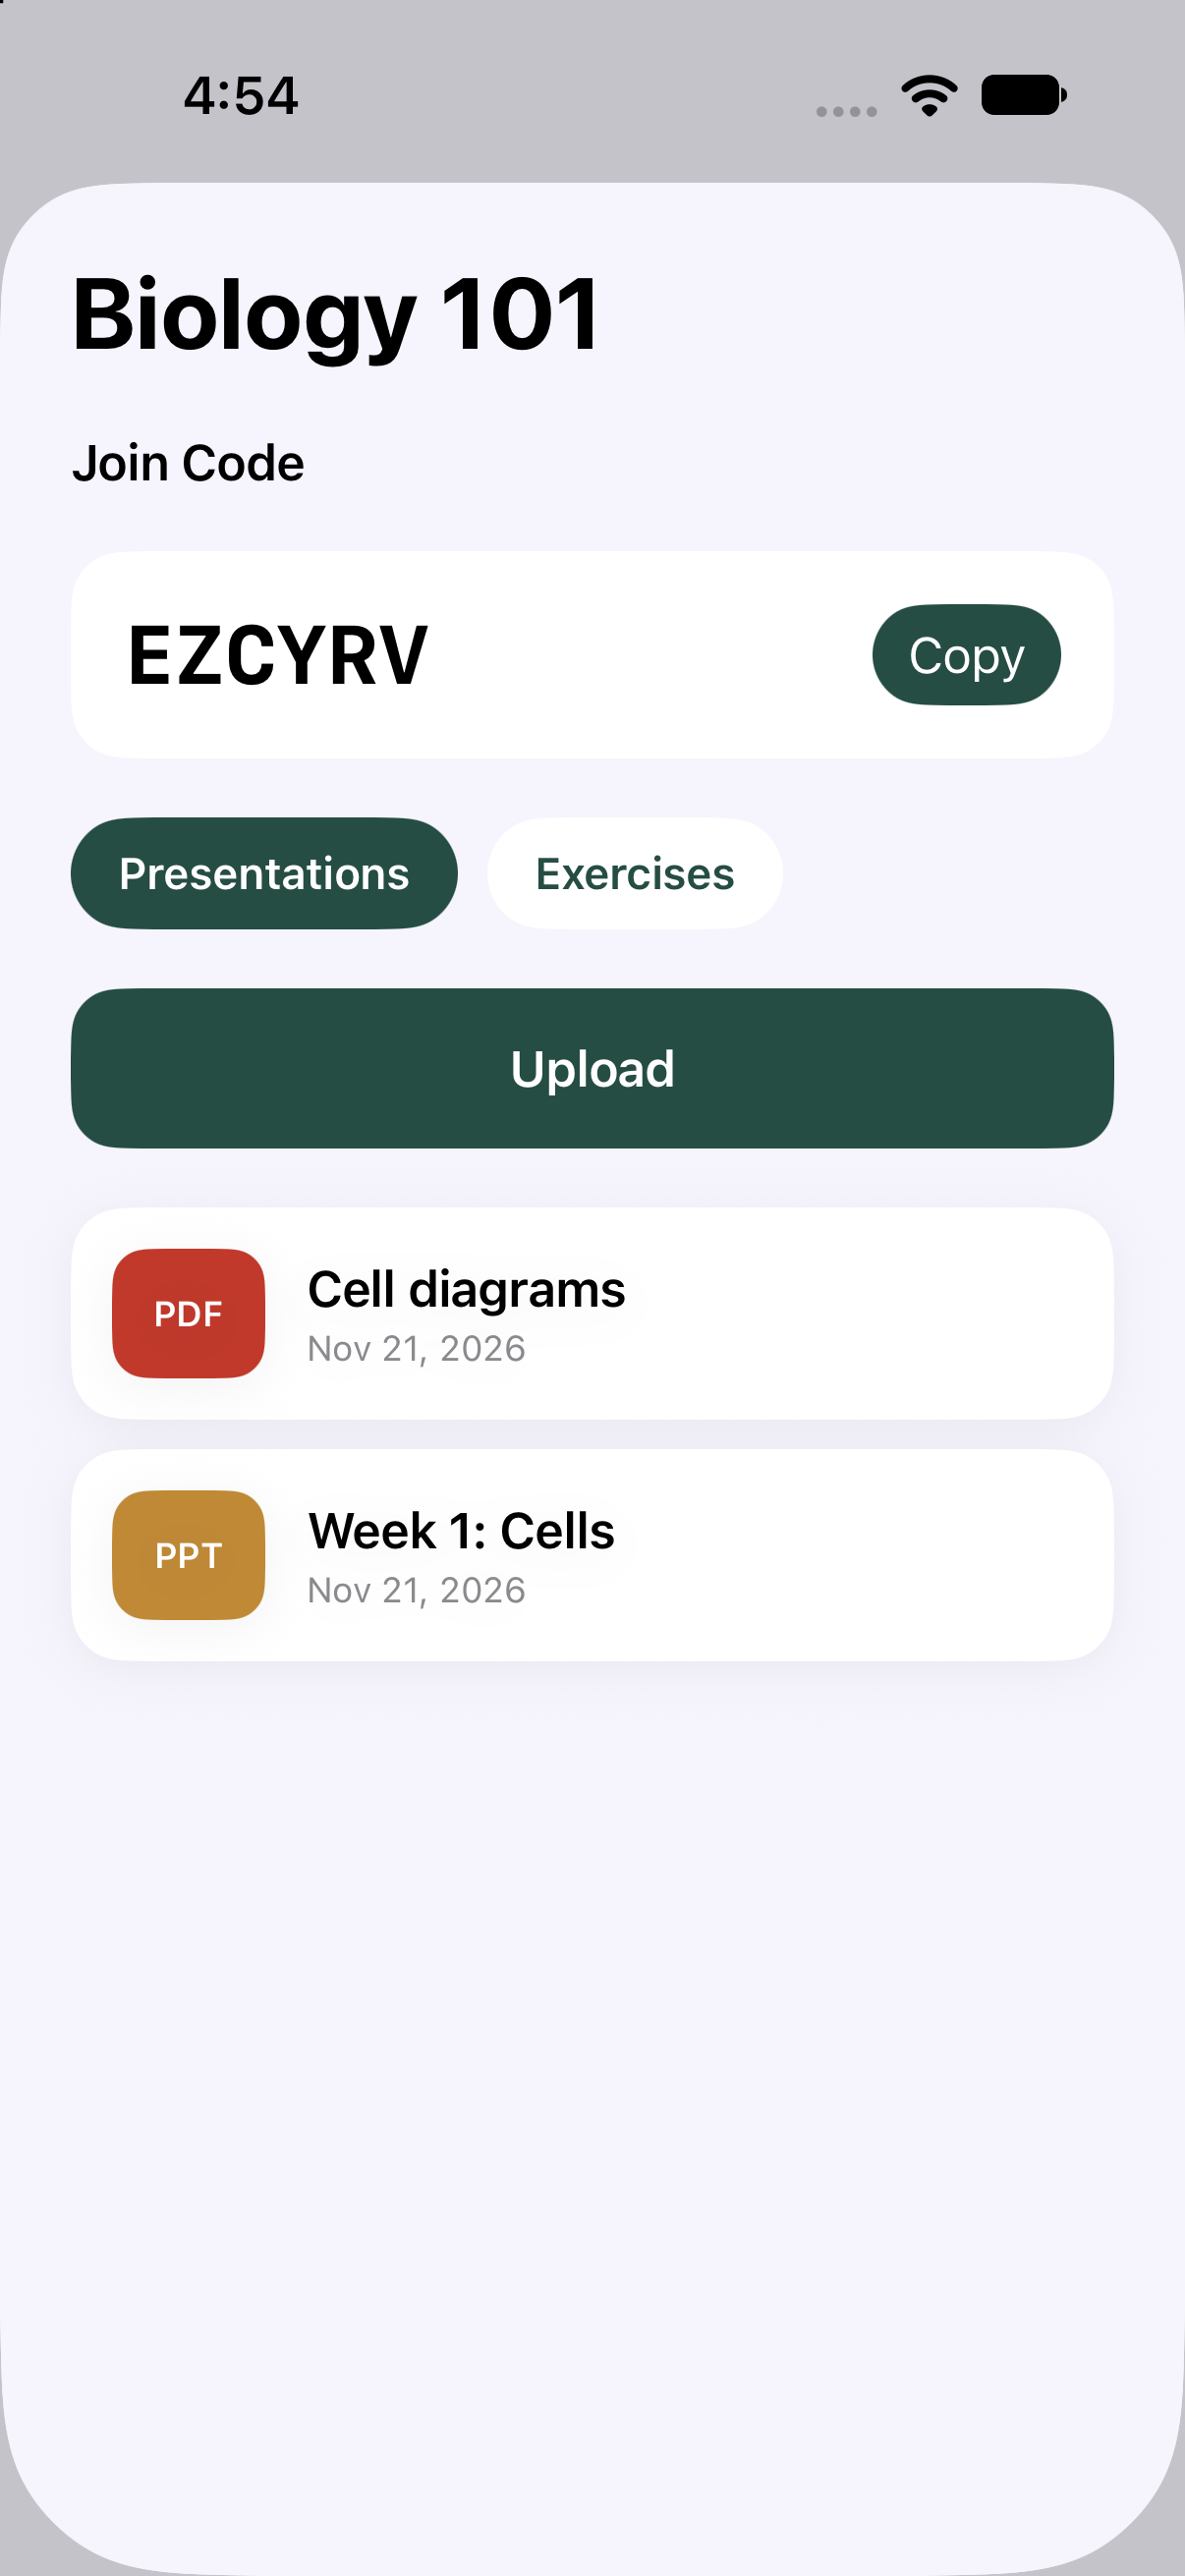 4:54
Biology 101
Join Code
EZCYRV
Copy
Presentations
Exercises
Upload
PDF
Cell diagrams
Nov 21, 2026
PPT
Week 1: Cells
Nov 21, 2026